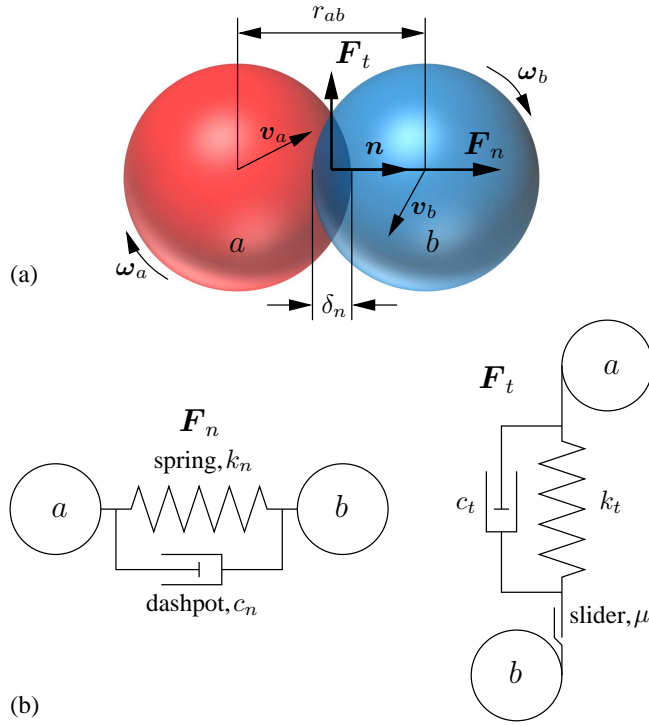 r_ab
F_t
ω_b
v_a
n
F_n
v_b
a
b
ω_a
(a)
δ_n
a
F_t
F_n
spring, k_n
a
b
c_t
k_t
dashpot, c_n
slider, μ
b
(b)